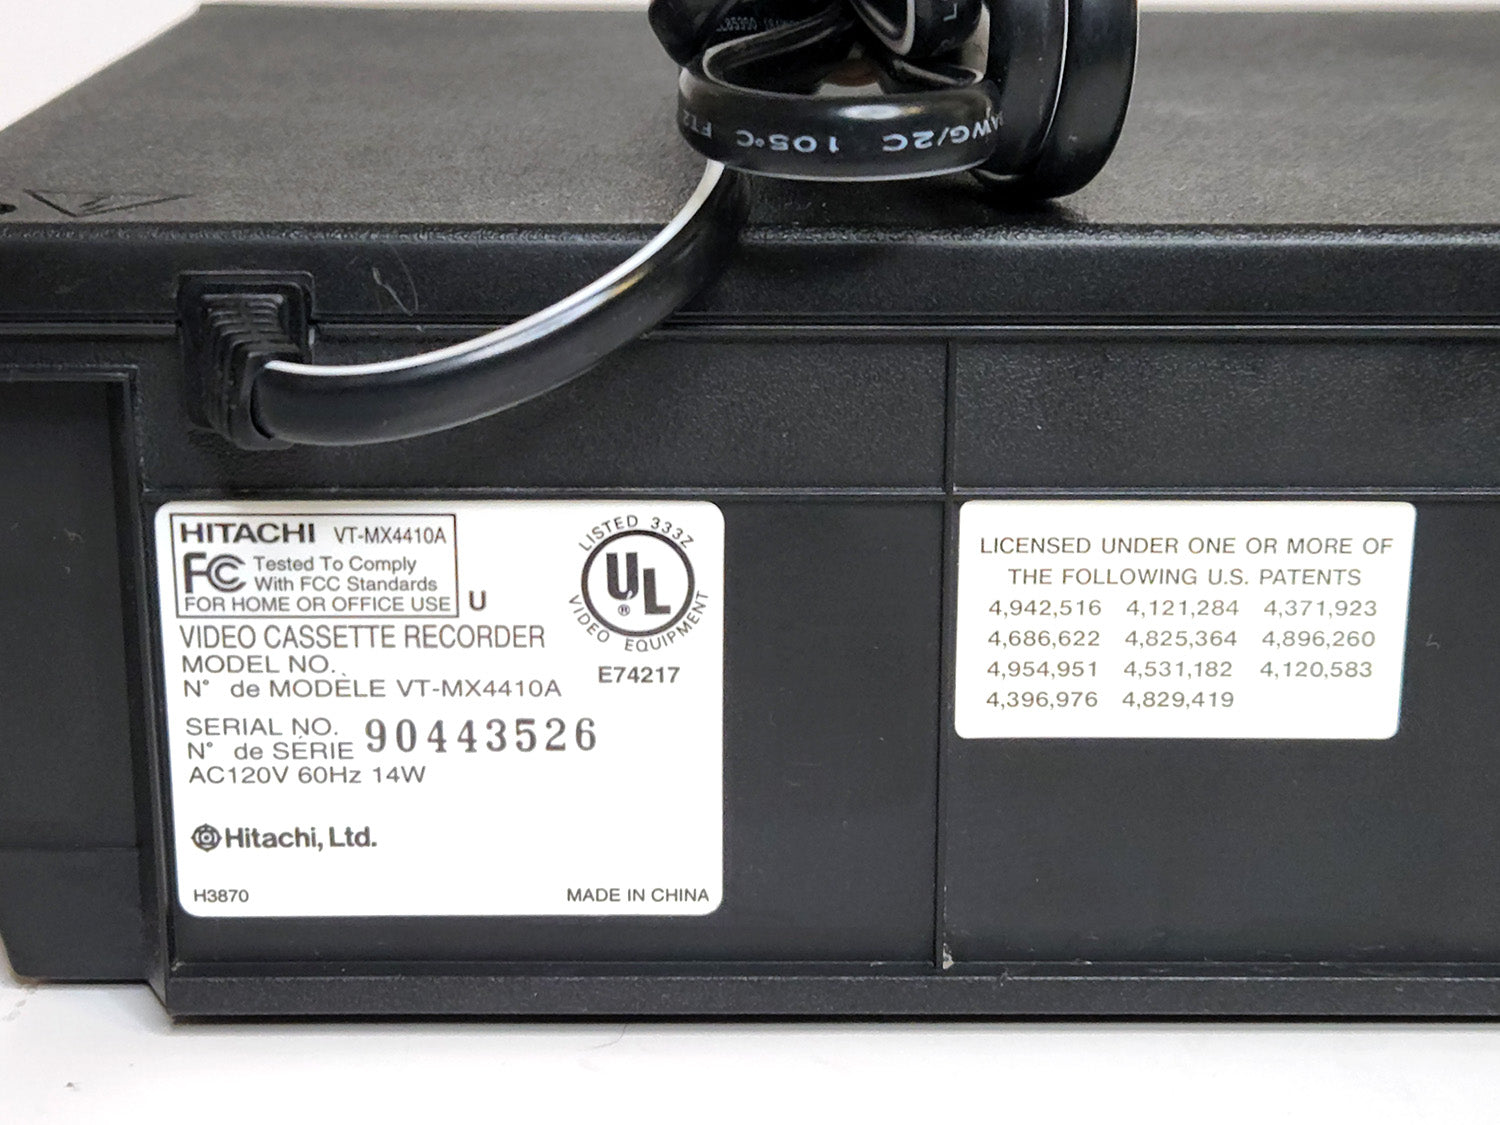 AWG/2C 105°C FT2
HITACHI VT-MX4410A
FC Tested To Comply
With FCC Standards
FOR HOME OR OFFICE USE U
VIDEO CASSETTE RECORDER
MODEL NO.
N° de MODÈLE VT-MX4410A
SERIAL NO.
N° de SÉRIE 90443526
AC120V 60Hz 14W
Hitachi, Ltd.
H3870 MADE IN CHINA
LISTED 333Z
UL®
VIDEO EQUIPMENT
E74217
LICENSED UNDER ONE OR MORE OF
THE FOLLOWING U.S. PATENTS
4,942,516 4,121,284 4,371,923
4,686,622 4,825,364 4,896,260
4,954,951 4,531,182 4,120,583
4,396,976 4,829,419